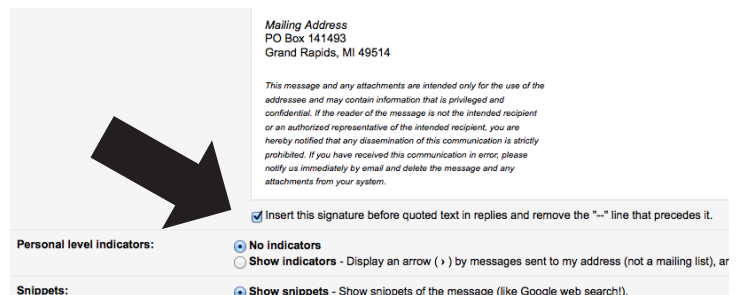 Mailing Address
PO Box 141493
Grand Rapids, MI 49514
This message and any attachments are intended only for the use of the
addressee and may contain information that is privileged and
confidential. If the reader of the message is not the intended recipient
or an authorized representative of the intended recipient, you are
hereby notified that any dissemination of this communication is strictly
prohibited. If you have received this communication in error, please
notify us immediately by email and delete the message and any
attachments from your system.
Insert this signature before quoted text in replies and remove the "--" line that precedes it.
Personal level indicators: No indicators
Show indicators - Display an arrow ( › ) by messages sent to my address (not a mailing list), an
Snippets: Show snippets - Show snippets of the message (like Google web search!).